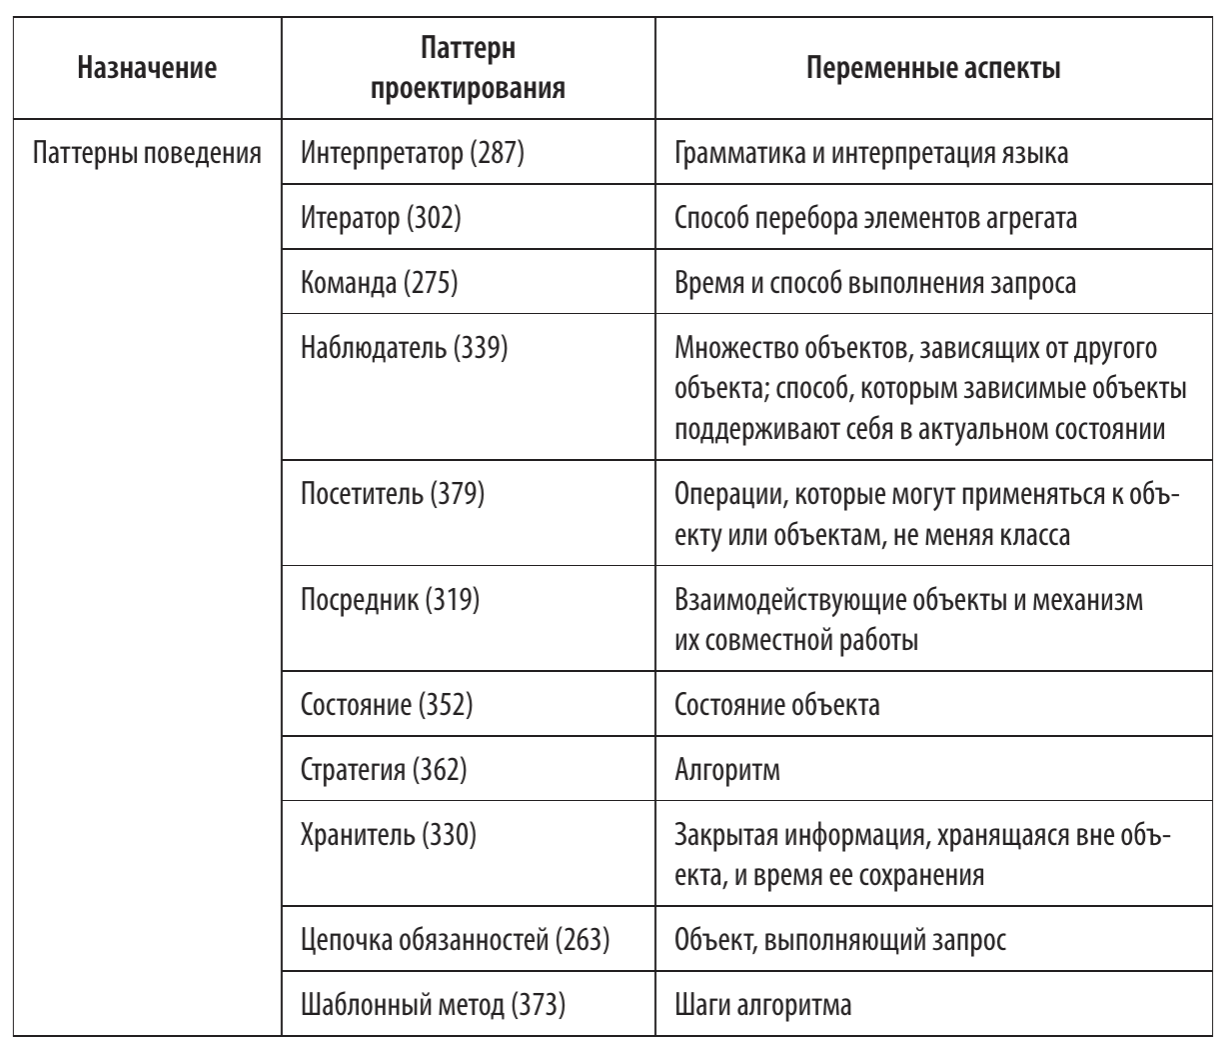 Назначение
Паттерн
проектирования
Переменные аспекты
Паттерны поведения
Интерпретатор (287)
Грамматика и интерпретация языка
Итератор (302)
Способ перебора элементов агрегата
Команда (275)
Время и способ выполнения запроса
Наблюдатель (339)
Множество объектов, зависящих от другого
объекта; способ, которым зависимые объекты
поддерживают себя в актуальном состоянии
Посетитель (379)
Операции, которые могут применяться к объ-
екту или объектам, не меняя класса
Посредник (319)
Взаимодействующие объекты и механизм
их совместной работы
Состояние (352)
Состояние объекта
Стратегия (362)
Алгоритм
Хранитель (330)
Закрытая информация, хранящаяся вне объ-
екта, и время ее сохранения
Цепочка обязанностей (263)
Объект, выполняющий запрос
Шаблонный метод (373)
Шаги алгоритма